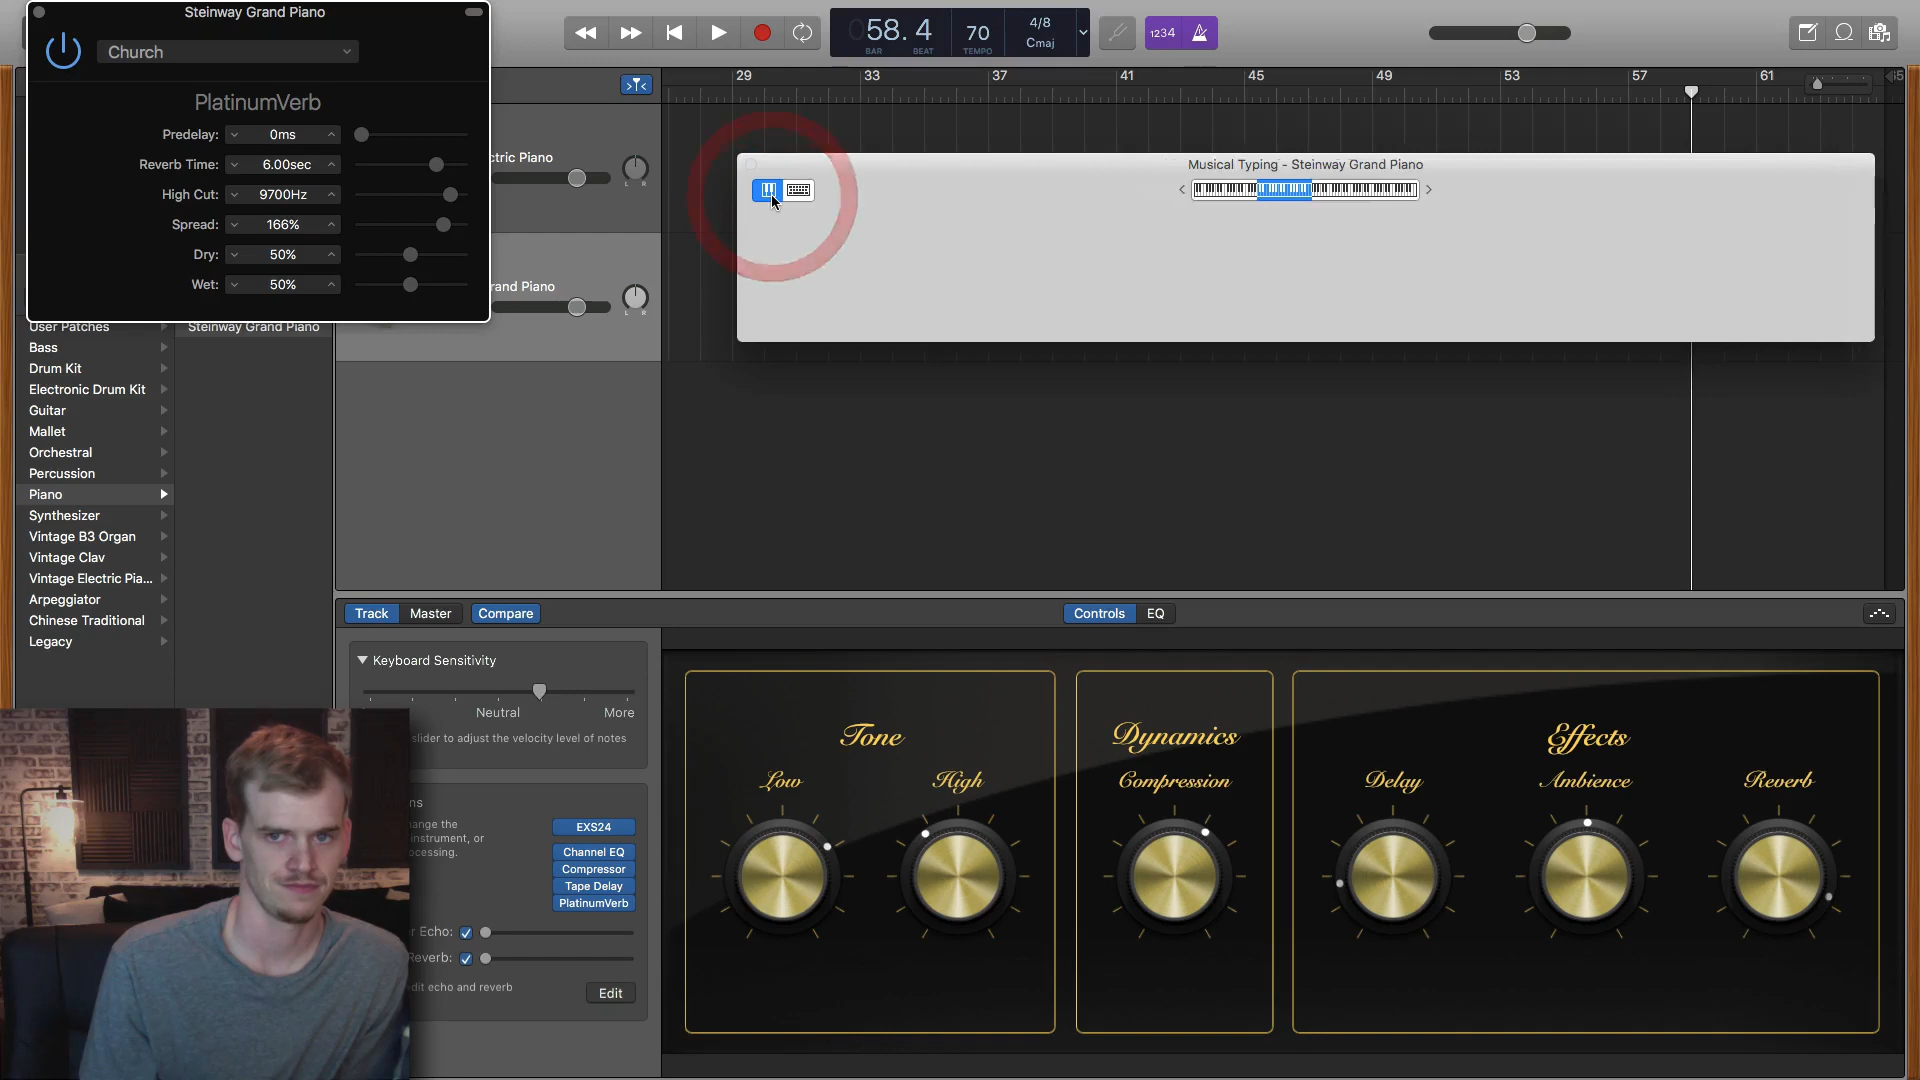 Steinway Grand Piano
Church
PlatinumVerb
Predelay: 0ms
Reverb Time: 6.00sec
High Cut: 9700Hz
Spread: 166%
Dry: 50%
Wet: 50%
058. 4
BAR BEAT
70
TEMPO
4/8
Cmaj
1234
29 33 37 41 45 49 53 57 61 65
ctric Piano
L R
rand Piano
L R
Musical Typing - Steinway Grand Piano
User Patches
Bass
Drum Kit
Electronic Drum Kit
Guitar
Mallet
Orchestral
Percussion
Piano
Synthesizer
Vintage B3 Organ
Vintage Clav
Vintage Electric Pia...
Arpeggiator
Chinese Traditional
Legacy
Steinway Grand Piano
Track Master Compare
Controls EQ
Keyboard Sensitivity
Neutral More
slider to adjust the velocity level of notes
ns
hange the
instrument, or
ocessing.
EXS24
Channel EQ
Compressor
Tape Delay
PlatinumVerb
r Echo:
Reverb:
edit echo and reverb
Edit
Tone
Low High
Dynamics
Compression
Effects
Delay Ambience Reverb